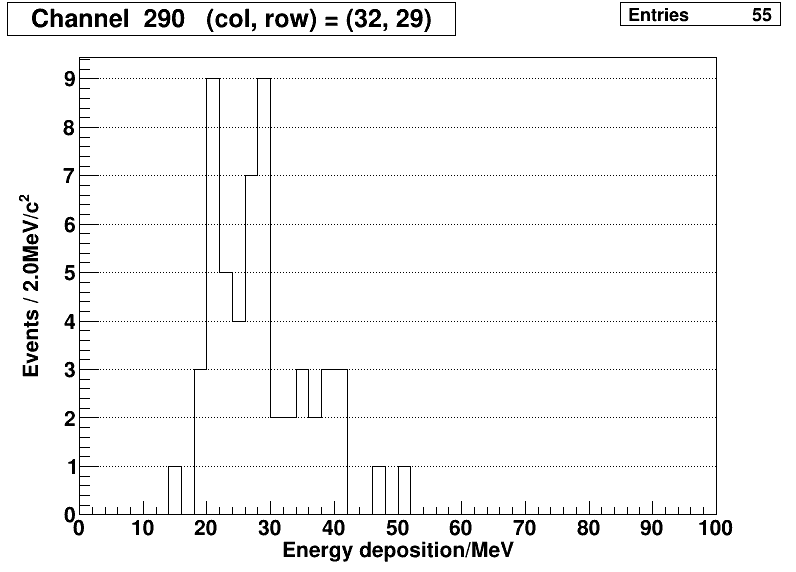 Channel 290 (col, row) = (32, 29)
Entries 55
Events / 2.0MeV/c²
9
8
7
6
5
4
3
2
1
0
0 10 20 30 40 50 60 70 80 90 100
Energy deposition/MeV